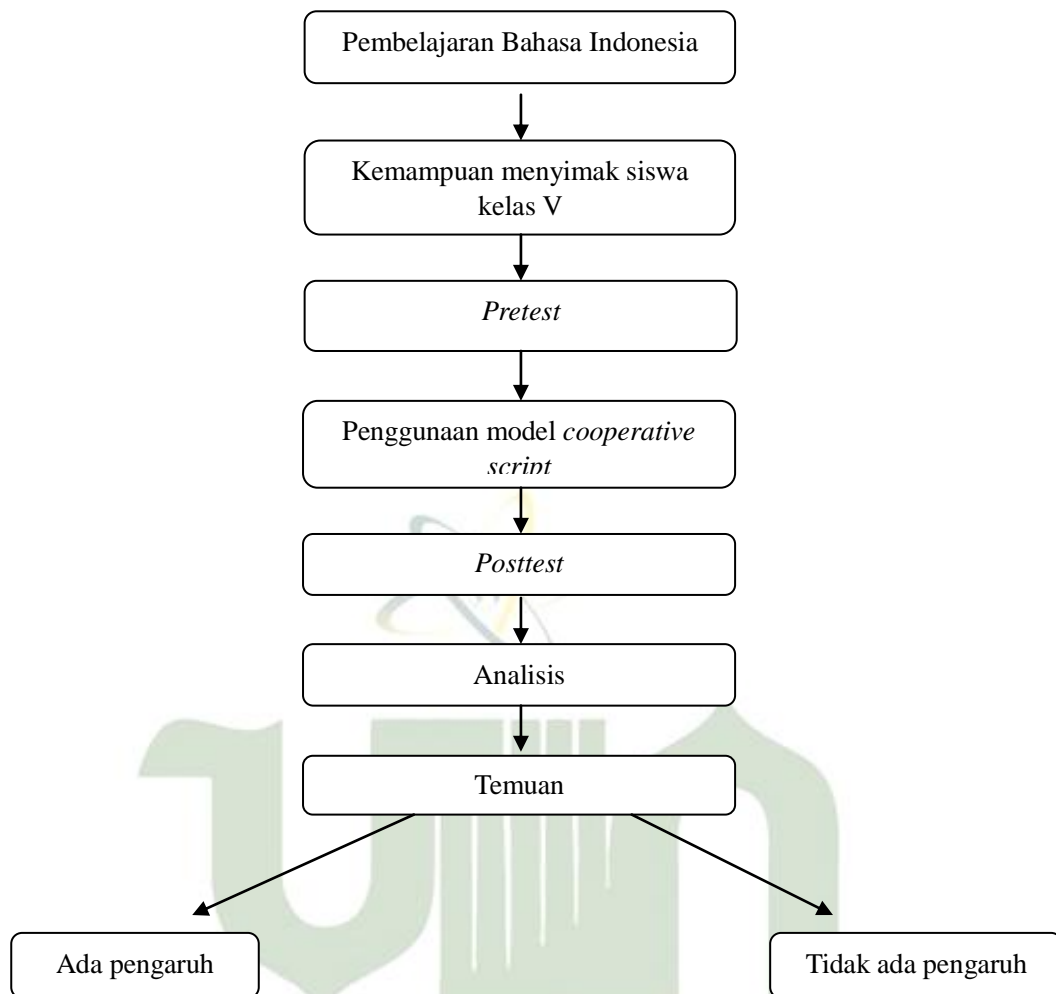 Pembelajaran Bahasa Indonesia
Kemampuan menyimak siswa
kelas V
Pretest
Penggunaan model cooperative
script
Posttest
Analisis
Temuan
Ada pengaruh
Tidak ada pengaruh